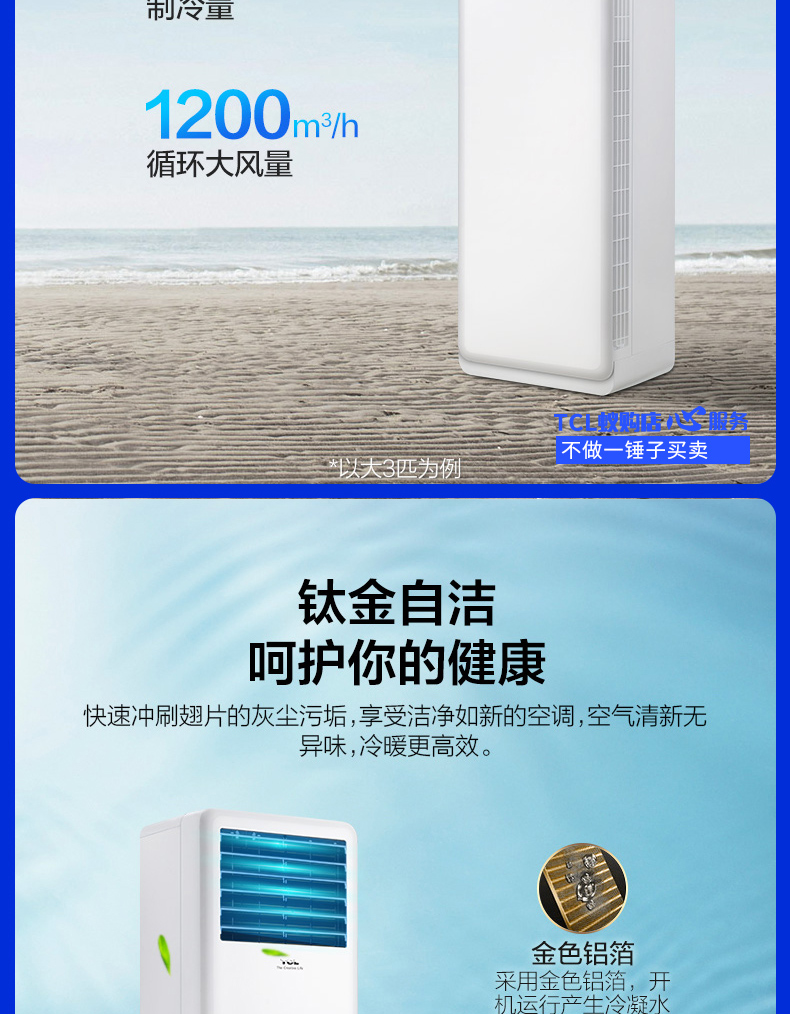 制冷量
1200m³/h
循环大风量
TCL蚁购店 心服务
不做一锤子买卖
*以大3匹为例
钛金自洁
呵护你的健康
快速冲刷翅片的灰尘污垢,享受洁净如新的空调,空气清新无
异味,冷暖更高效。
TCL
The Creative Life
金色铝箔
采用金色铝箔，开
机运行产生冷凝水